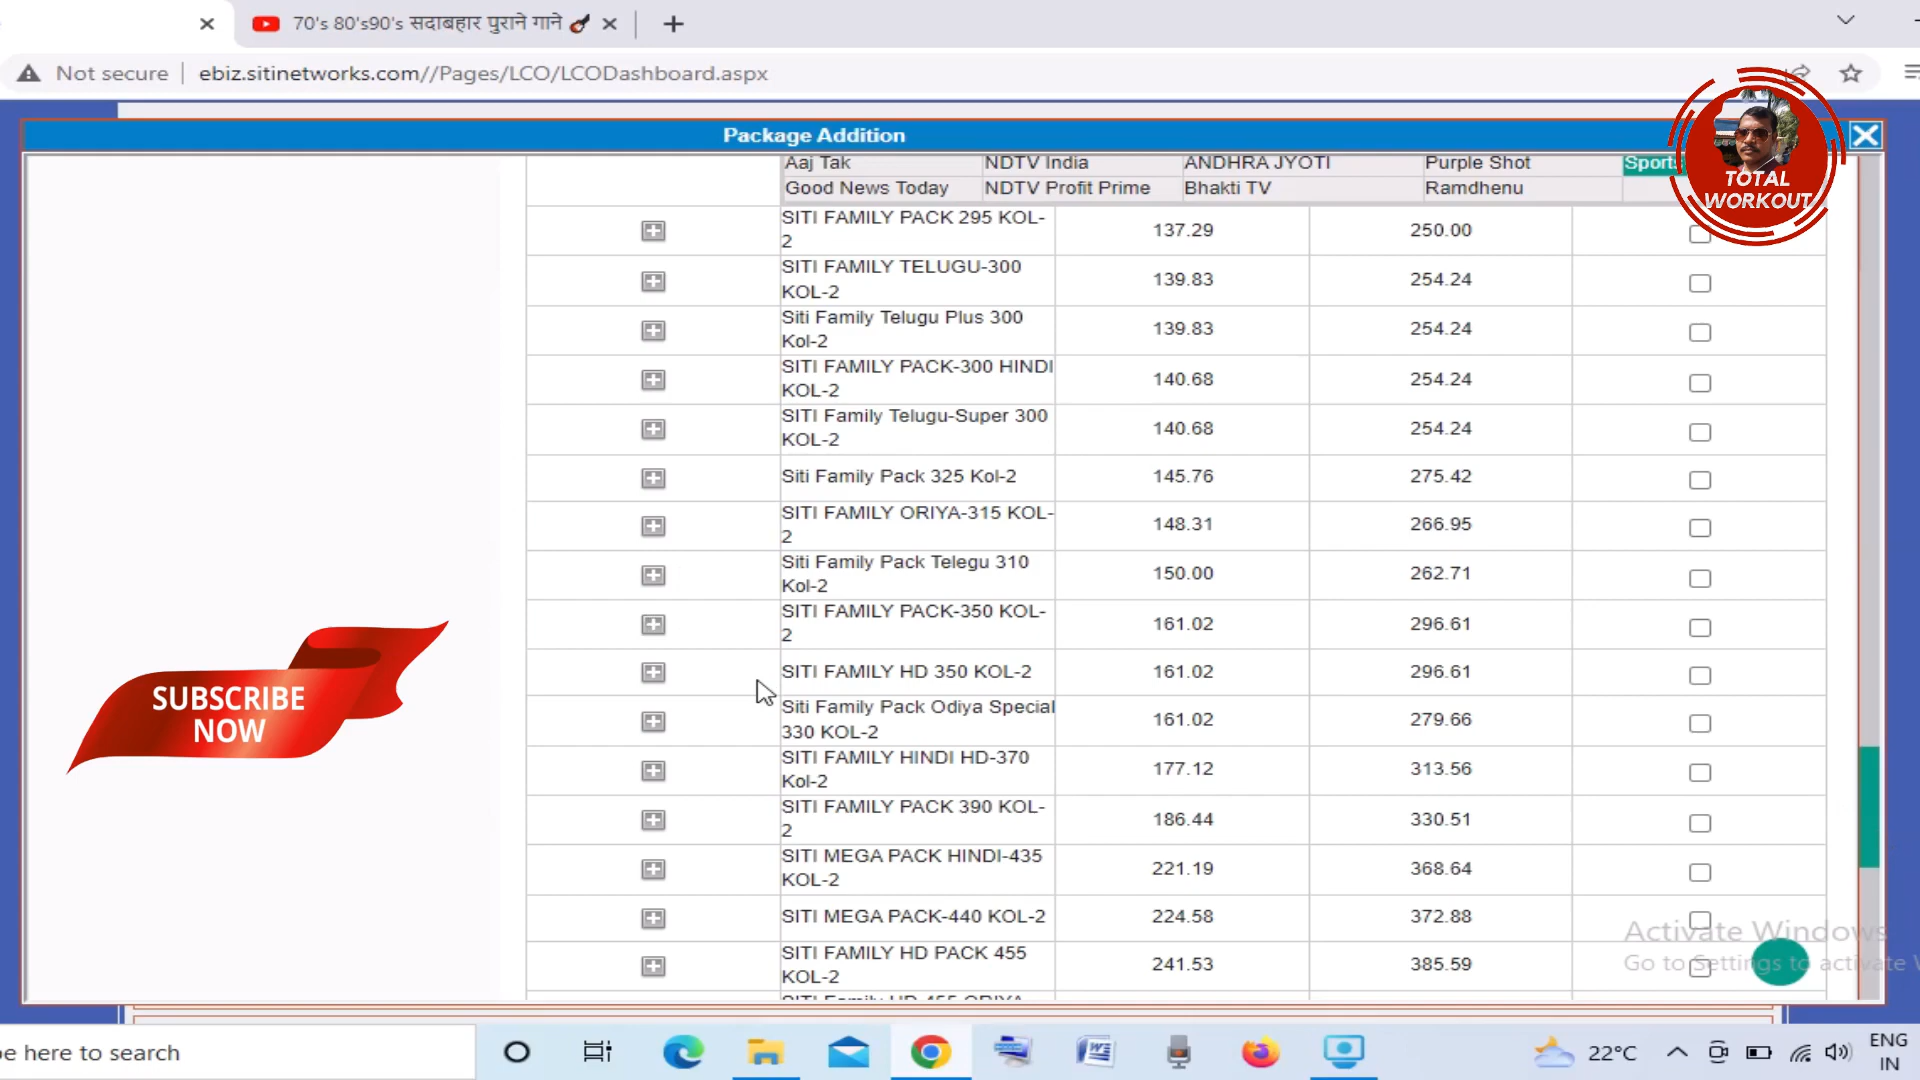 70's 80's90's सदाबहार पुराने गाने
Not secure
ebiz.sitinetworks.com//Pages/LCO/LCODashboard.aspx
Package Addition
Aaj Tak NDTV India ANDHRA JYOTI Purple Shot Sports
Good News Today NDTV Profit Prime Bhakti TV Ramdhenu
TOTAL
WORKOUT
SITI FAMILY PACK 295 KOL-
2 137.29 250.00
SITI FAMILY TELUGU-300
KOL-2 139.83 254.24
Siti Family Telugu Plus 300
Kol-2 139.83 254.24
SITI FAMILY PACK-300 HINDI
KOL-2 140.68 254.24
SITI Family Telugu-Super 300
KOL-2 140.68 254.24
Siti Family Pack 325 Kol-2 145.76 275.42
SITI FAMILY ORIYA-315 KOL-
2 148.31 266.95
Siti Family Pack Telegu 310
Kol-2 150.00 262.71
SITI FAMILY PACK-350 KOL-
2 161.02 296.61
SITI FAMILY HD 350 KOL-2 161.02 296.61
Siti Family Pack Odiya Special
330 KOL-2 161.02 279.66
SITI FAMILY HINDI HD-370
Kol-2 177.12 313.56
SITI FAMILY PACK 390 KOL-
2 186.44 330.51
SITI MEGA PACK HINDI-435
KOL-2 221.19 368.64
SITI MEGA PACK-440 KOL-2 224.58 372.88
SITI FAMILY HD PACK 455
KOL-2 241.53 385.59
SITI Family HD 455 ORIYA
SUBSCRIBE
NOW
Activate Windows
Go to Settings to activate
e here to search
22°C
ENG
IN